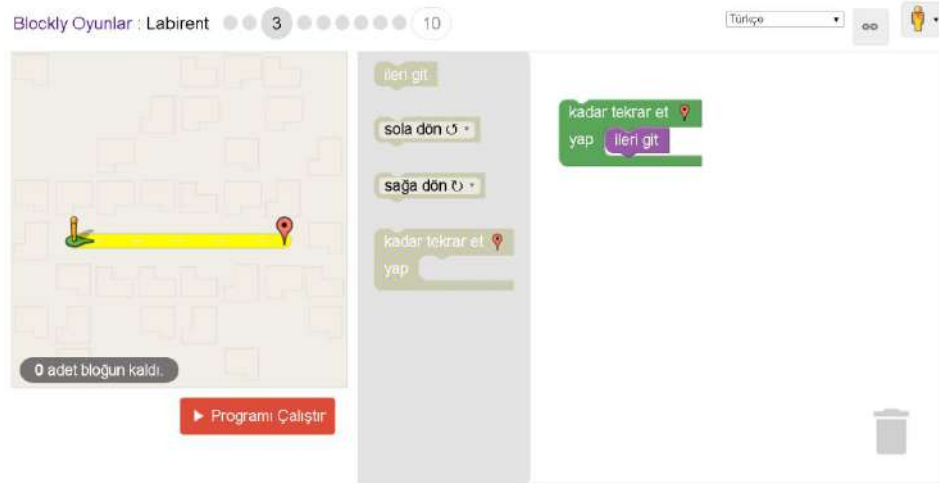 Blockly Oyunlar : Labirent 3 10
Türkçe
ileri git
sola dön
sağa dön
kadar tekrar et
yap
kadar tekrar et
yap ileri git
0 adet bloğun kaldı.
Programı Çalıştır